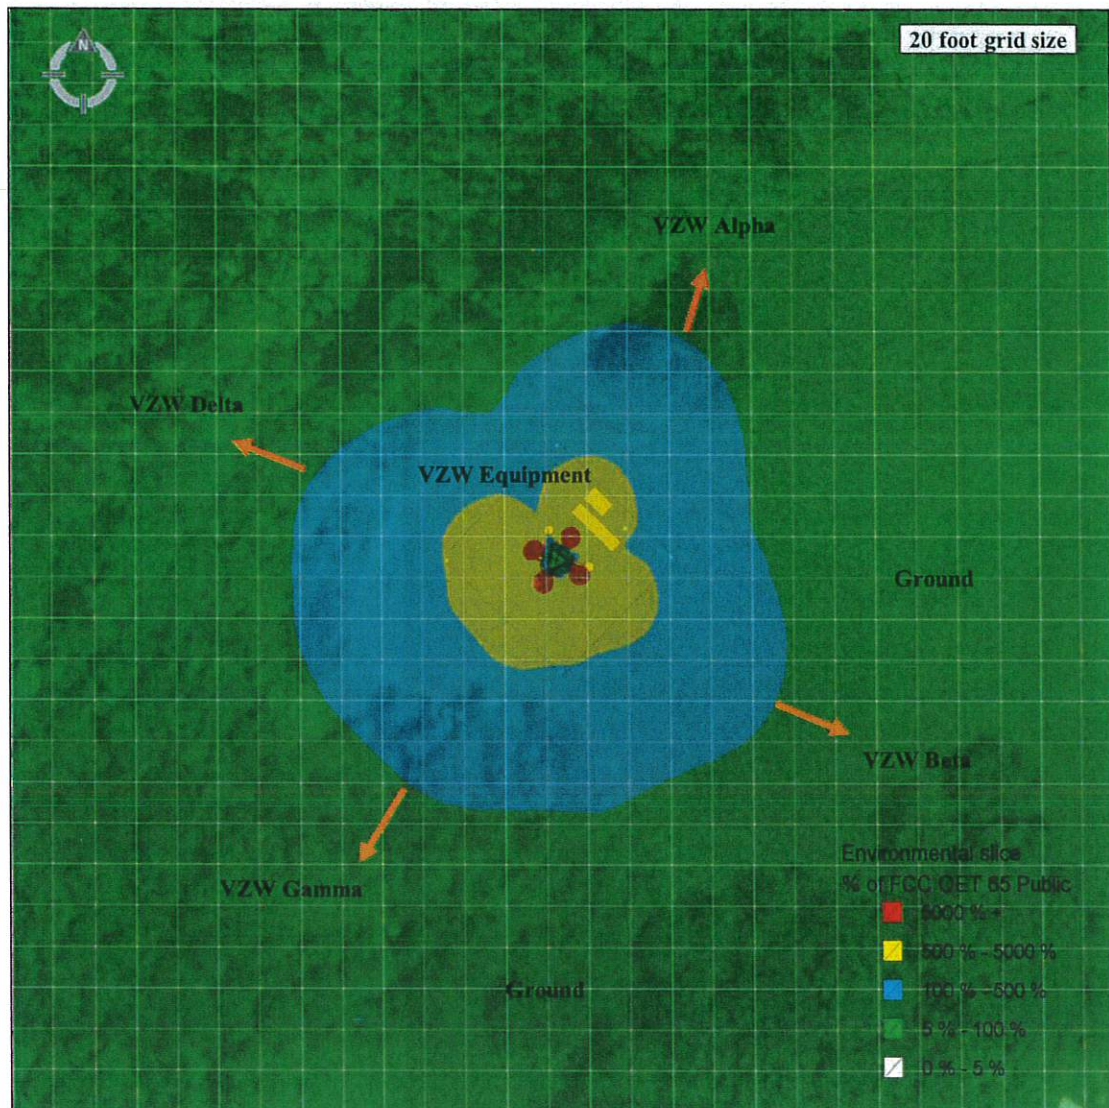 20 foot grid size
N
VZW Alpha
VZW Delta
VZW Equipment
Ground
VZW Beta
Environmental slice
% of FCC OET 65 Public
5000 % +
500 % - 5000 %
100 % - 500 %
5 % - 100 %
0 % - 5 %
VZW Gamma
Ground